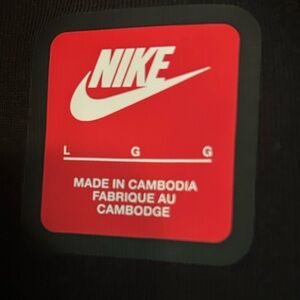 NIKE
L G G
MADE IN CAMBODIA
FABRIQUE AU
CAMBODGE